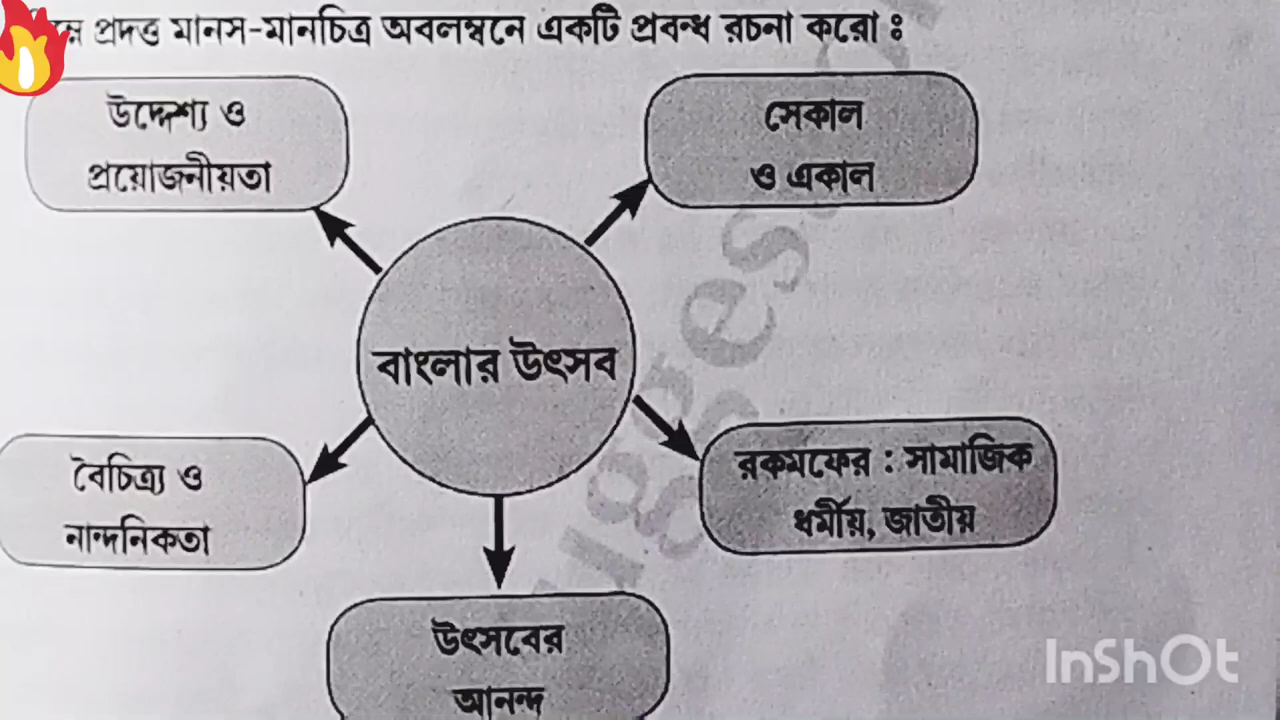 প্রদত্ত মানস-মানচিত্র অবলম্বনে একটি প্রবন্ধ রচনা করো ঃ
উদ্দেশ্য ও
প্রয়োজনীয়তা
সেকাল
ও একাল
বাংলার উৎসব
বৈচিত্র্য ও
নান্দনিকতা
রকমফের : সামাজিক
ধর্মীয়, জাতীয়
উৎসবের
আনন্দ
InShOt